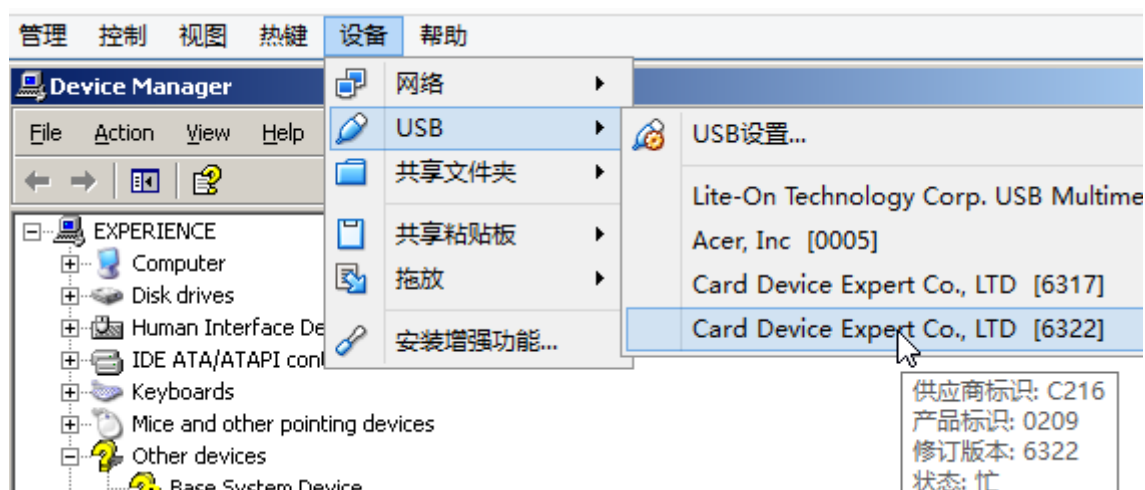 管理 控制 视图 热键 设备 帮助
Device Manager
File Action View Help
网络
USB
共享文件夹
共享粘贴板
拖放
安装增强功能...
USB设置...
Lite-On Technology Corp. USB Multime
Acer, Inc [0005]
Card Device Expert Co., LTD [6317]
Card Device Expert Co., LTD [6322]
供应商标识: C216
产品标识: 0209
修订版本: 6322
状态: 忙
EXPERIENCE
Computer
Disk drives
Human Interface De
IDE ATA/ATAPI cont
Keyboards
Mice and other pointing devices
Other devices
Base System Device